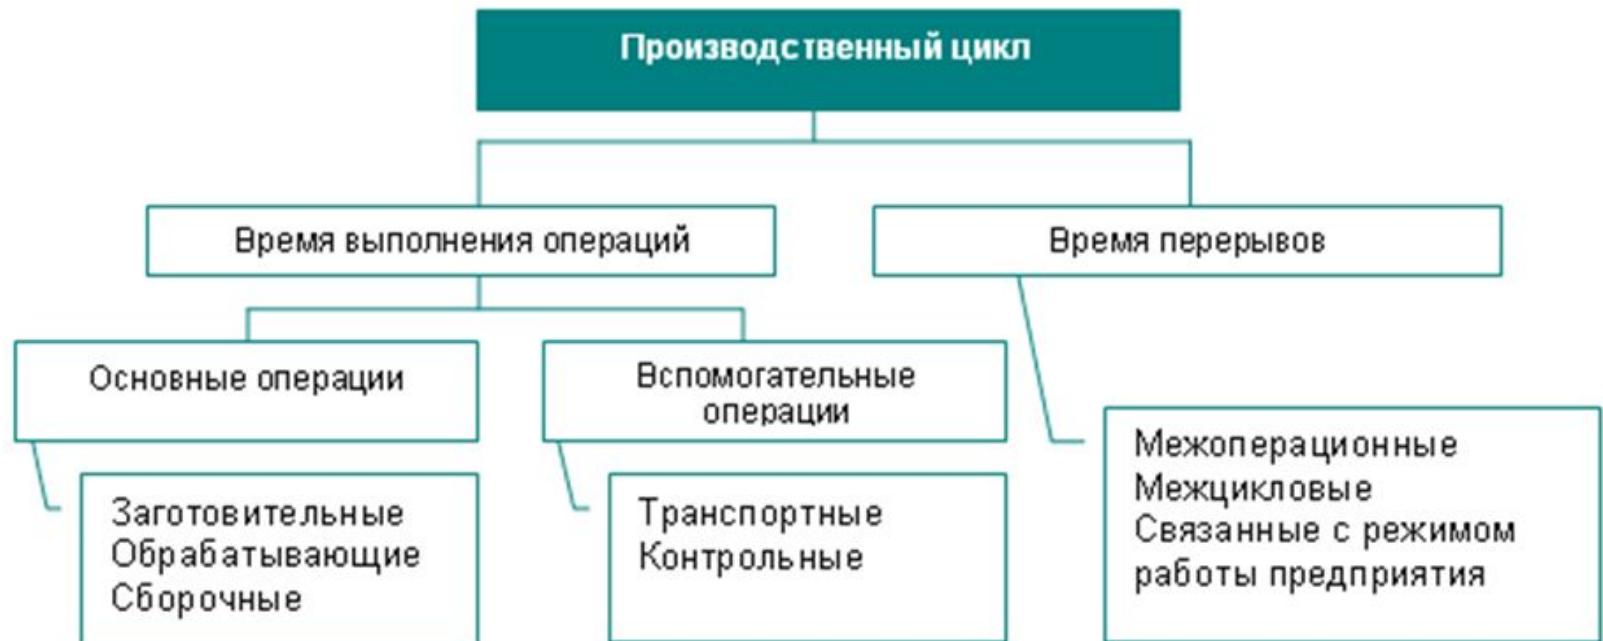 Производственный цикл
Время выполнения операций
Время перерывов
Основные операции
Вспомогательные
операции
Заготовительные
Обрабатывающие
Сборочные
Транспортные
Контрольные
Межоперационные
Межцикловые
Связанные с режимом
работы предприятия